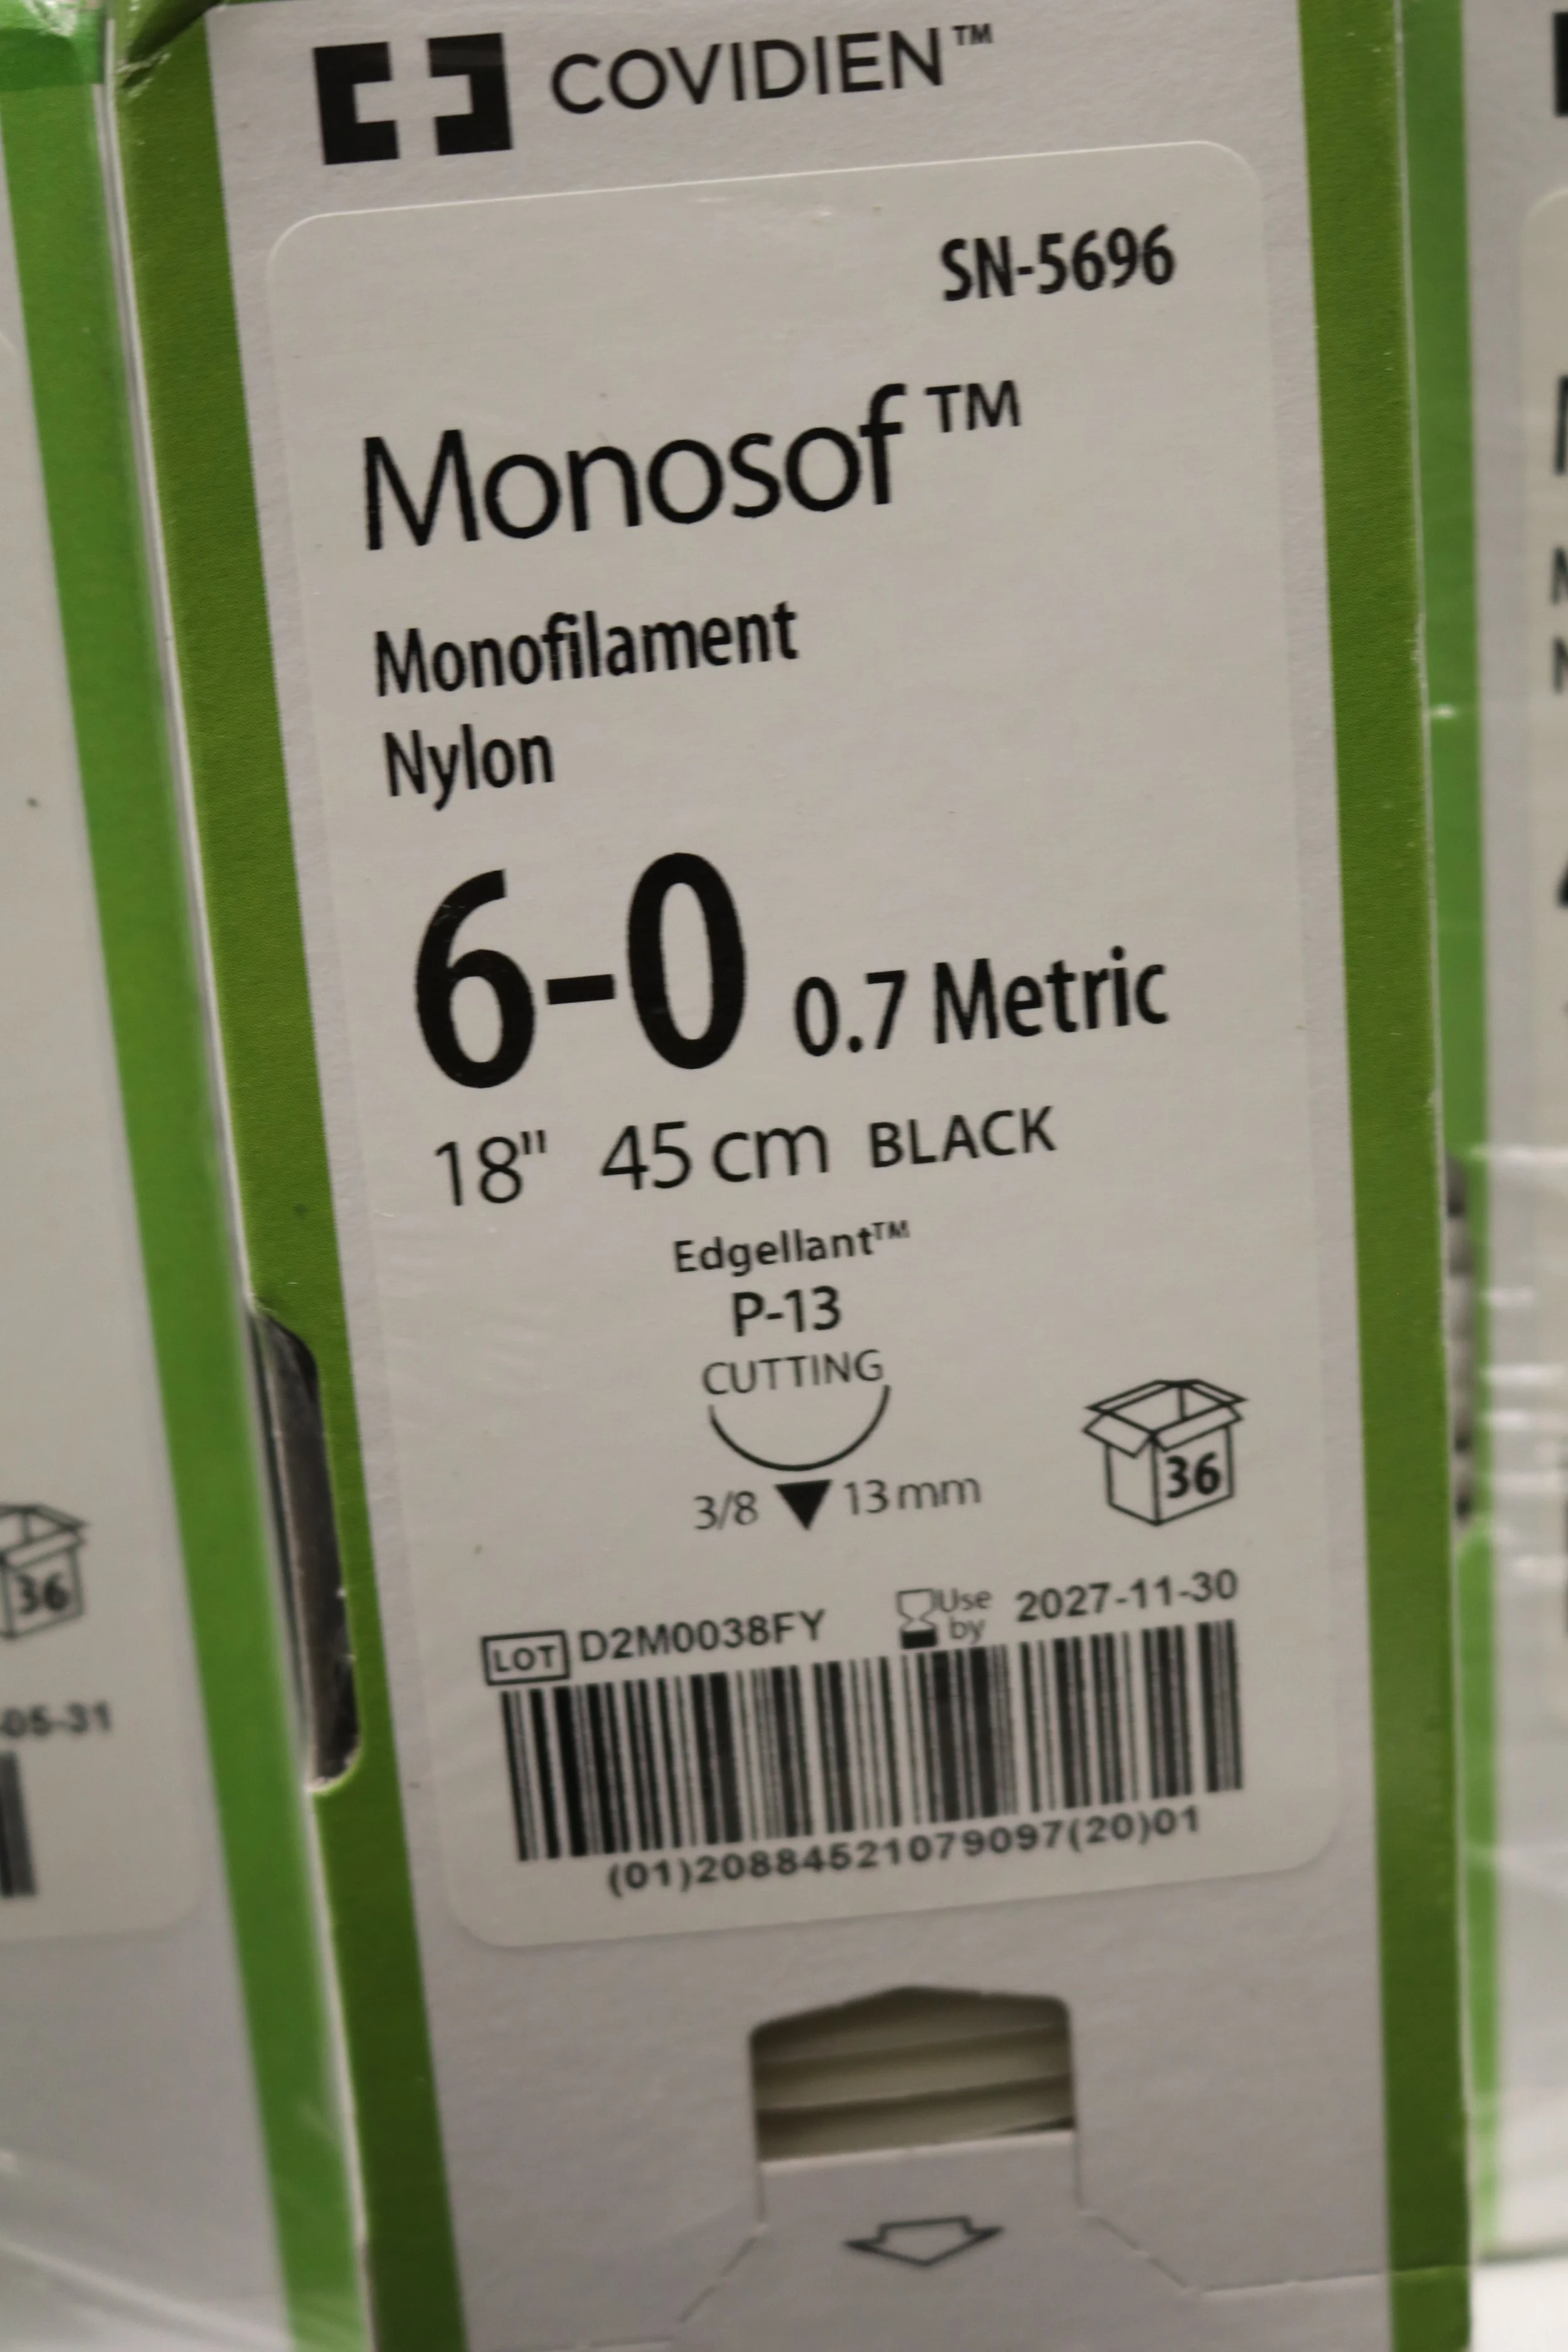 COVIDIEN™
SN-5696
Monosof™
Monofilament
Nylon
6-0 0.7 Metric
18" 45 cm BLACK
Edgellant™
P-13
CUTTING
3/8 13 mm
36
LOT D2M0038FY Use by 2027-11-30
(01)20884521079097(20)01
36
-05-31